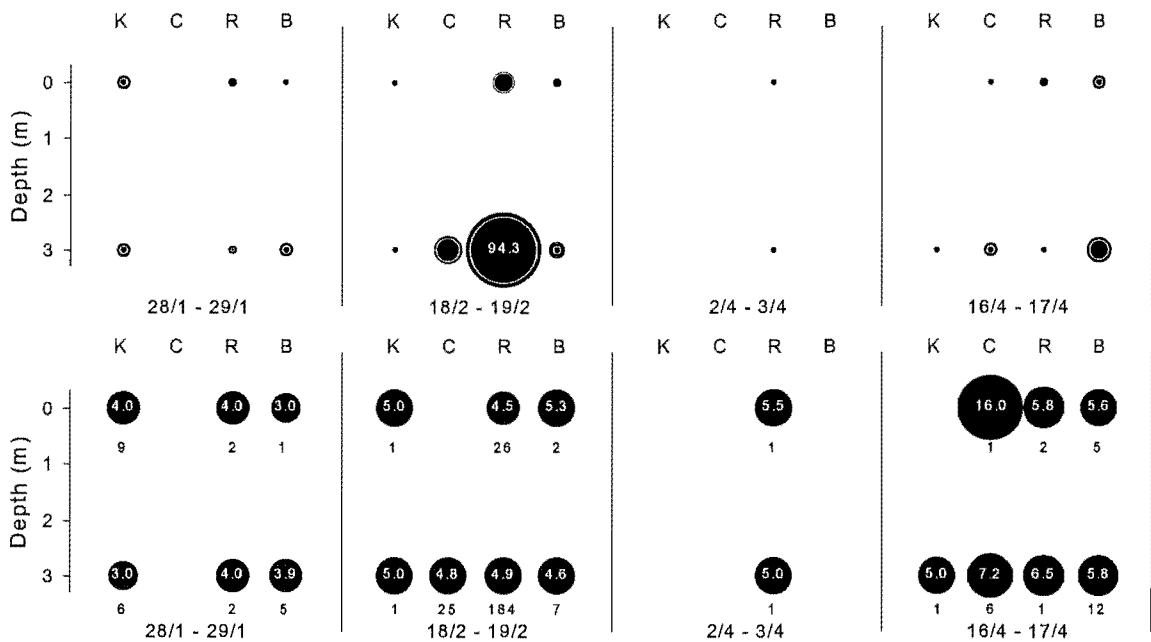 K C R B K C R B K C R B K C R B
0
1
2
3
Depth (m)
94.3
28/1 - 29/1 18/2 - 19/2 2/4 - 3/4 16/4 - 17/4
K C R B K C R B K C R B K C R B
0 4.0 4.0 3.0 5.0 4.5 5.3 5.5 16.0 5.8 5.6
9 2 1 1 26 2 1 1 2 5
1
Depth (m)
2
3 3.0 4.0 3.9 5.0 4.8 4.9 4.6 5.0 5.0 7.2 6.5 5.8
6 2 5 1 25 184 7 1 1 6 1 12
28/1 - 29/1 18/2 - 19/2 2/4 - 3/4 16/4 - 17/4